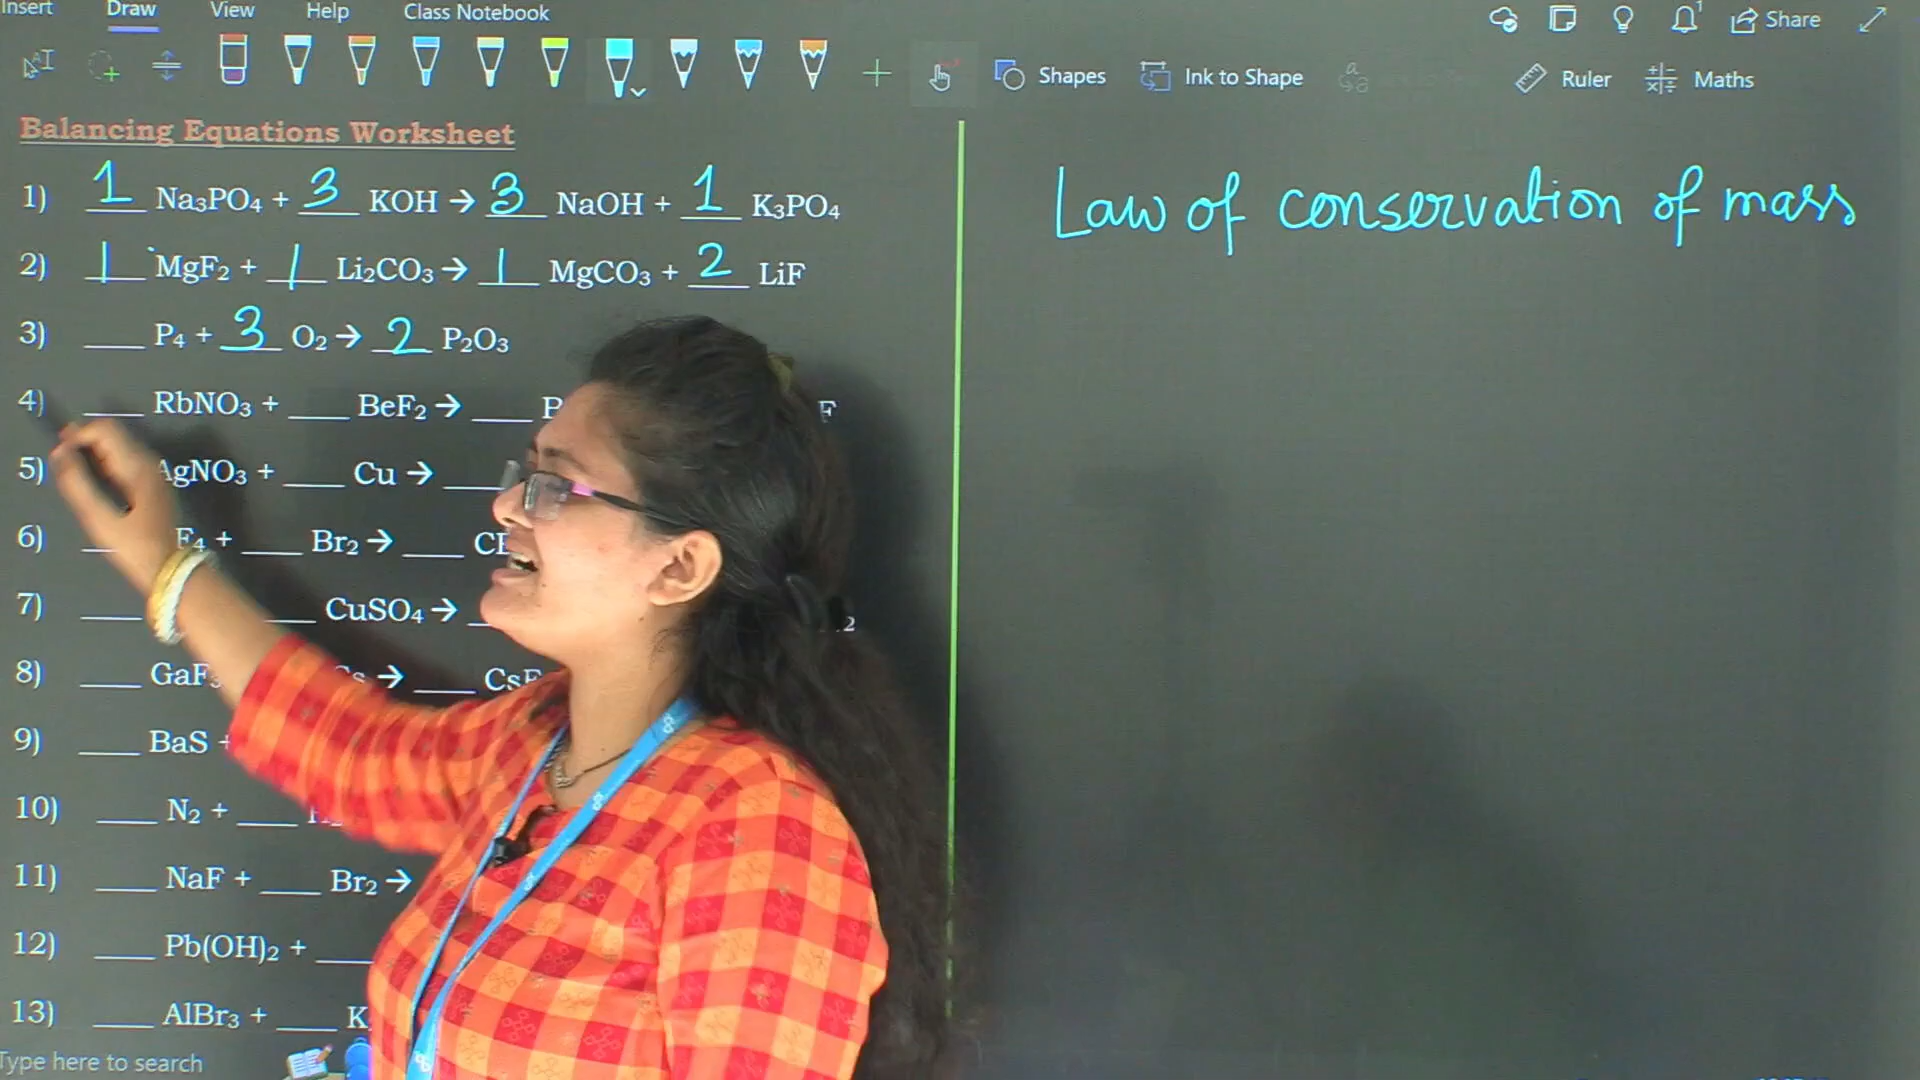 Insert Draw View Help Class Notebook Share
Shapes Ink to Shape Ruler Maths
Balancing Equations Worksheet
1) 1 Na3PO4 + 3 KOH → 3 NaOH + 1 K3PO4
2) 1 MgF2 + 1 Li2CO3 → 1 MgCO3 + 2 LiF
3) ___ P4 + 3 O2 → 2 P2O3
4) ___ RbNO3 + ___ BeF2 → ___ F
5) AgNO3 + ___ Cu → ___
6) ___ F4 + ___ Br2 → ___
7) ___ ___ CuSO4 → ___ 2
8) ___ → ___
9) ___ BaS +
10) ___ N2 + ___
11) ___ NaF + ___ Br2 →
12) ___ Pb(OH)2 + ___
13) ___ AlBr3 + ___ K
Type here to search
Law of conservation of mass